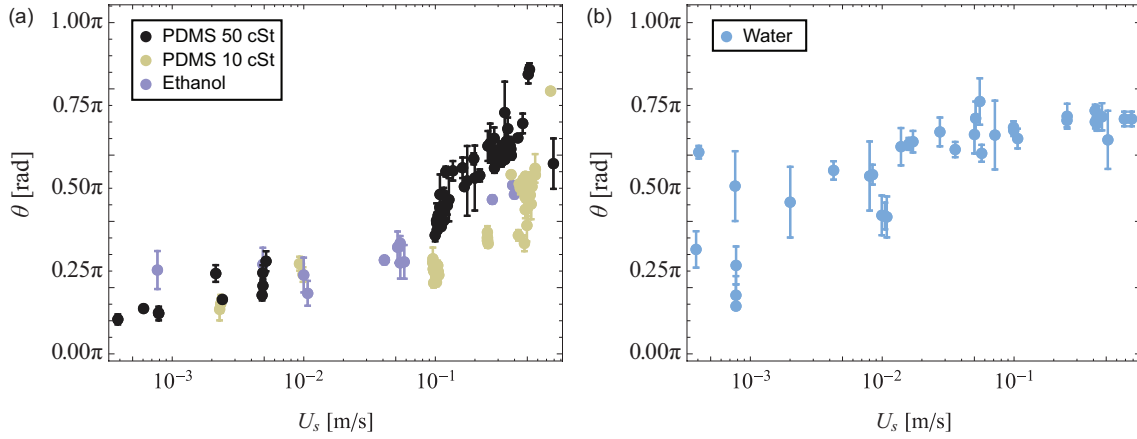 (a)
1.00π
0.75π
0.50π
0.25π
0.00π
θ [rad]
PDMS 50 cSt
PDMS 10 cSt
Ethanol
10⁻³
10⁻²
10⁻¹
Uₛ [m/s]
(b)
1.00π
0.75π
0.50π
0.25π
0.00π
θ [rad]
Water
10⁻³
10⁻²
10⁻¹
Uₛ [m/s]